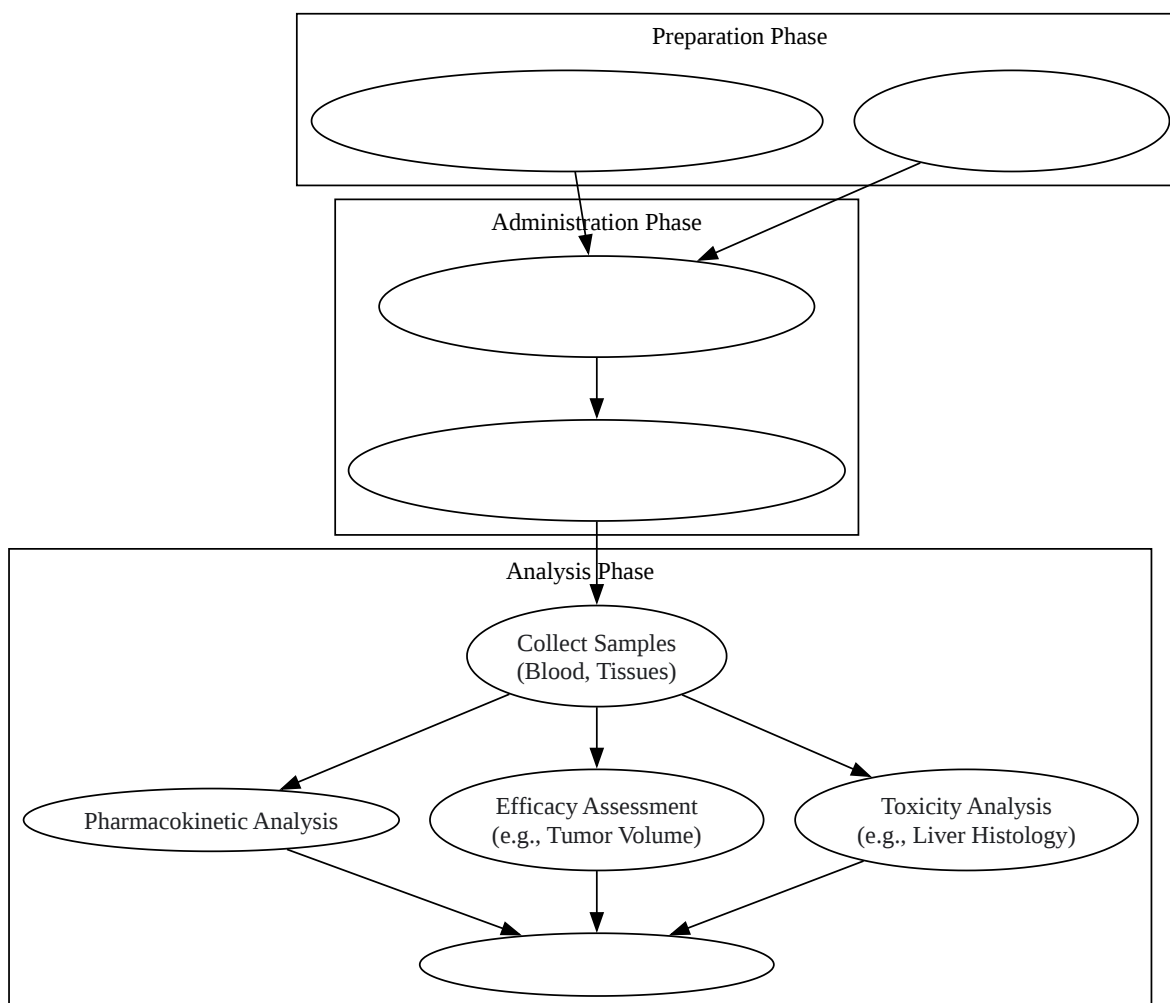 Preparation Phase
Administration Phase
Analysis Phase
Collect Samples
(Blood, Tissues)
Pharmacokinetic Analysis
Efficacy Assessment
(e.g., Tumor Volume)
Toxicity Analysis
(e.g., Liver Histology)